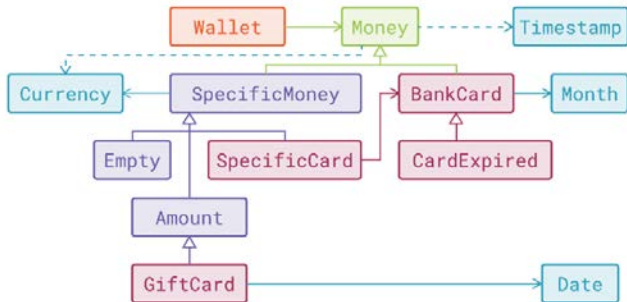 Wallet
Money
Timestamp
Currency
SpecificMoney
BankCard
Month
Empty
SpecificCard
CardExpired
Amount
GiftCard
Date